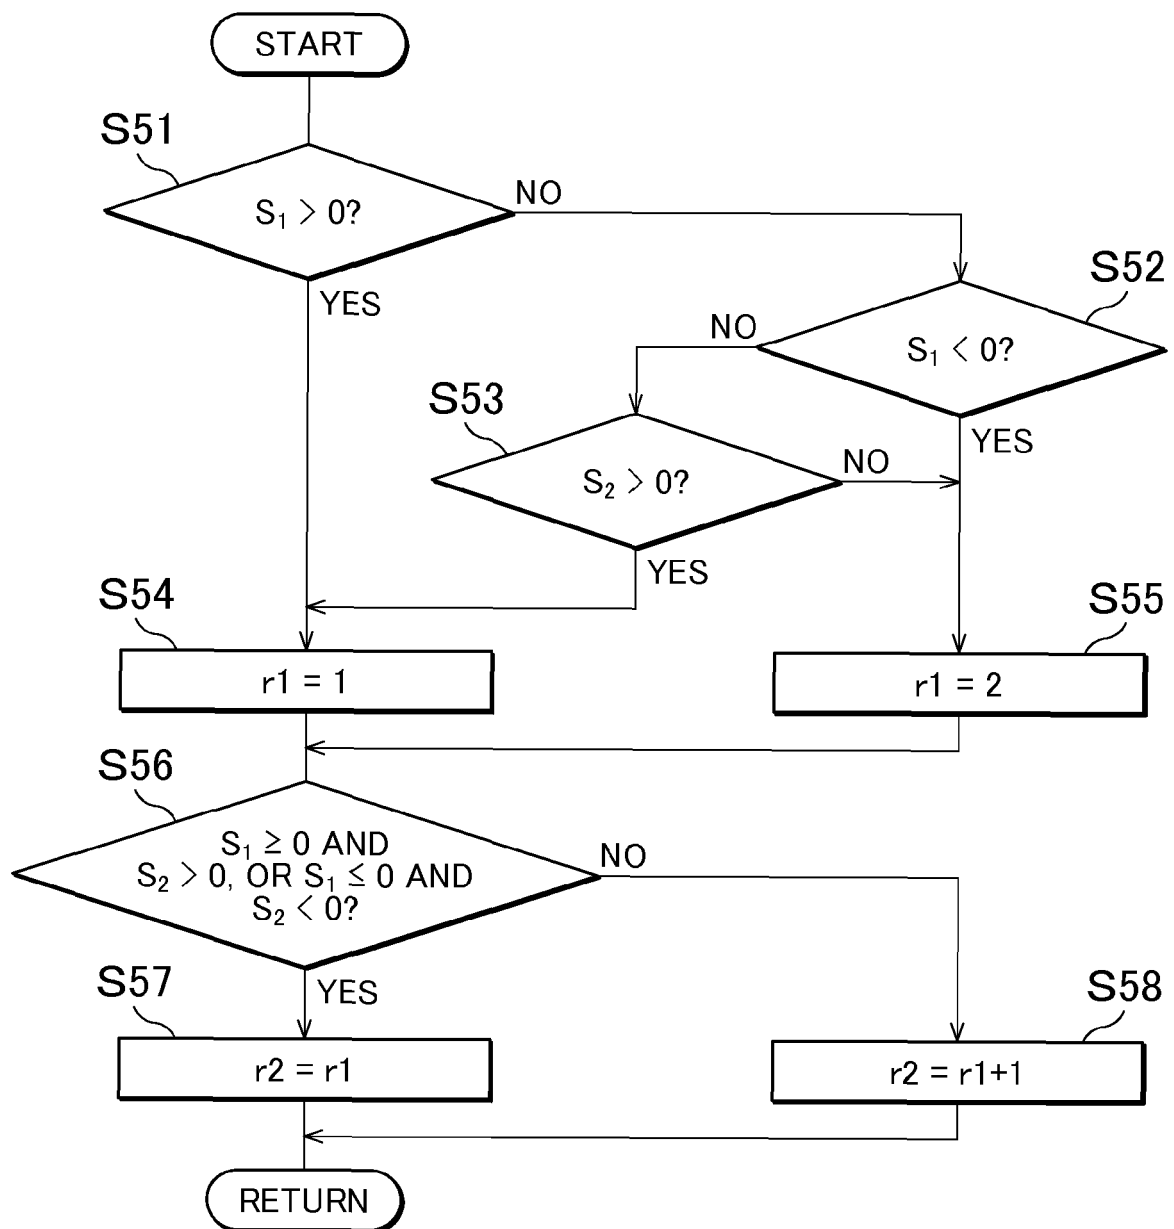 START
S51
S₁ > 0?
NO
YES
S52
S₁ < 0?
NO
YES
S53
S₂ > 0?
NO
YES
S54
r1 = 1
S55
r1 = 2
S56
S₁ ≥ 0 AND
S₂ > 0, OR S₁ ≤ 0 AND
S₂ < 0?
NO
YES
S57
r2 = r1
S58
r2 = r1+1
RETURN